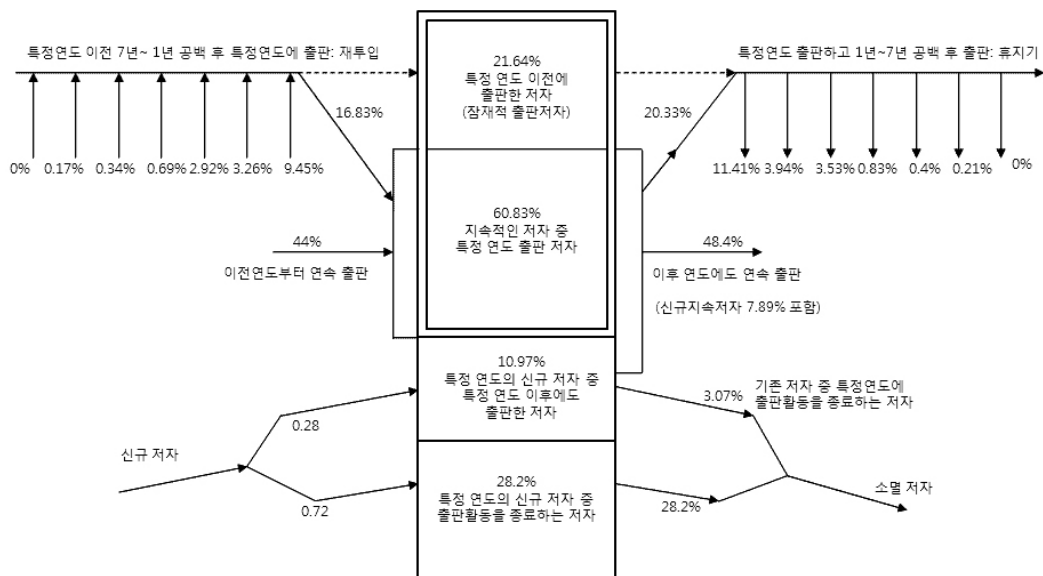 특정연도 이전 7년~ 1년 공백 후 특정연도에 출판: 재투입
특정연도 출판하고 1년~7년 공백 후 출판: 휴지기
21.64%
특정 연도 이전에
출판한 저자
(잠재적 출판저자)
16.83%
20.33%
0%
0.17%
0.34%
0.69%
2.92%
3.26%
9.45%
11.41%
3.94%
3.53%
0.83%
0.4%
0.21%
0%
60.83%
지속적인 저자 중
특정 연도 출판 저자
44%
이전연도부터 연속 출판
48.4%
이후 연도에도 연속 출판
(신규지속저자 7.89% 포함)
10.97%
특정 연도의 신규 저자 중
특정 연도 이후에도
출판한 저자
3.07%
기존 저자 중 특정연도에
출판활동을 종료하는 저자
0.28
신규 저자
0.72
28.2%
특정 연도의 신규 저자 중
출판활동을 종료하는 저자
28.2%
소멸 저자